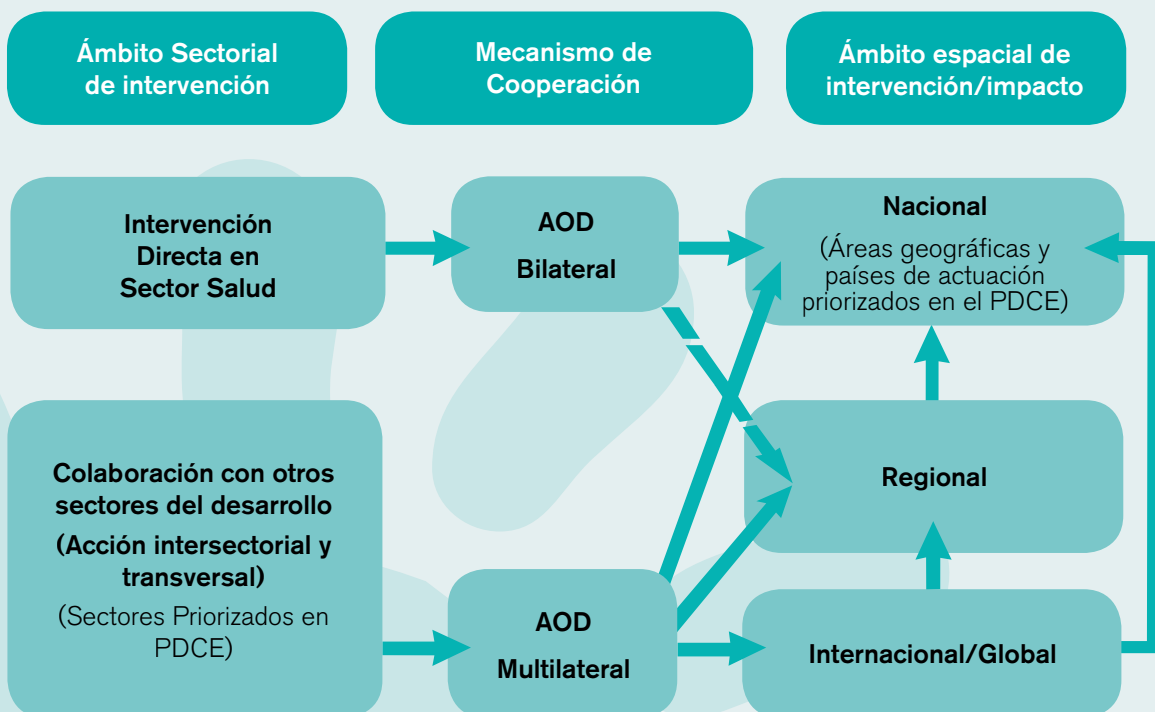 Ámbito Sectorial
de intervención
Mecanismo de
Cooperación
Ámbito espacial de
intervención/impacto
Intervención
Directa en
Sector Salud
AOD
Bilateral
Nacional
(Áreas geográficas y
países de actuación
priorizados en el PDCE)
Colaboración con otros
sectores del desarrollo
(Acción intersectorial y
transversal)
(Sectores Priorizados en
PDCE)
Regional
AOD
Multilateral
Internacional/Global